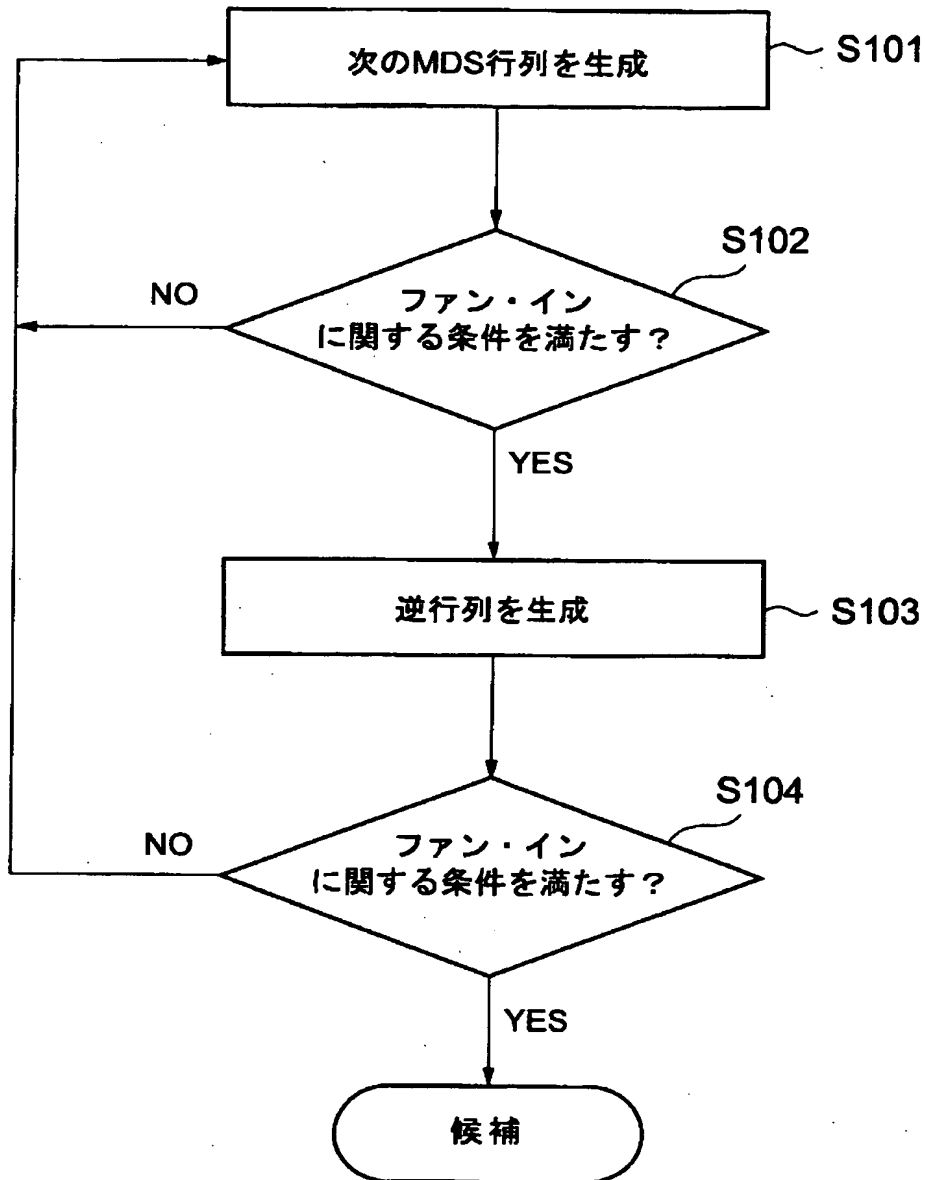 次のMDS行列を生成
S101
S102
ファン・イン
に関する条件を満たす？
NO
YES
逆行列を生成
S103
S104
ファン・イン
に関する条件を満たす？
NO
YES
候補